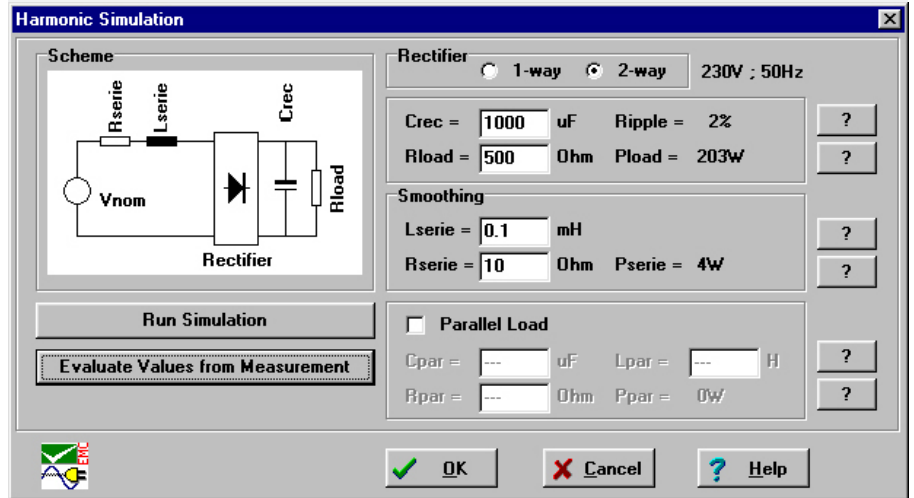 Harmonic Simulation
Scheme
Rserie
Lserie
Crec
Vnom
Rload
Rectifier
Run Simulation
Evaluate Values from Measurement
Rectifier
1-way 2-way 230V ; 50Hz
Crec = 1000 uF Ripple = 2% ?
Rload = 500 Ohm Pload = 203W ?
Smoothing
Lserie = 0.1 mH ?
Rserie = 10 Ohm Pserie = 4W ?
Parallel Load
Cpar = --- uF Lpar = --- H ?
Rpar = --- Ohm Ppar = 0W ?
EMC
OK Cancel ? Help